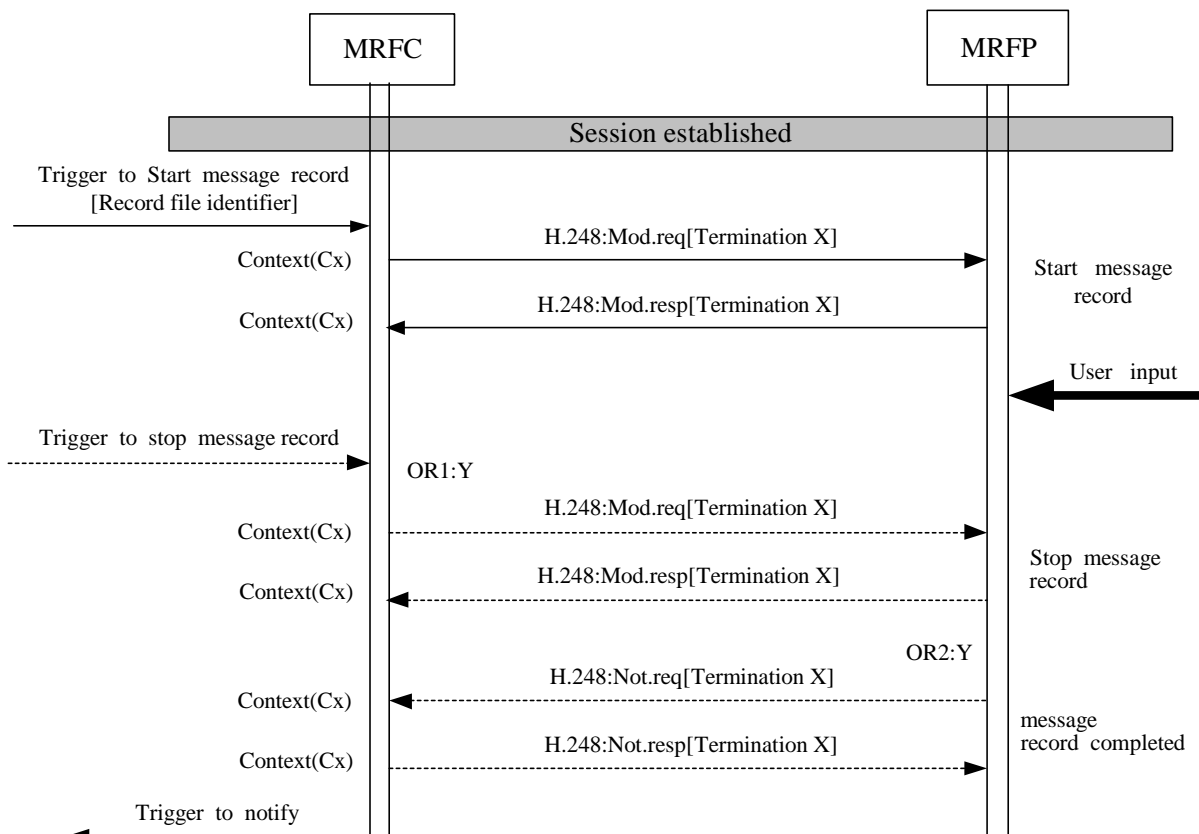 MRFC
MRFP
Session established
Trigger to Start message record
[Record file identifier]
H.248:Mod.req[Termination X]
Context(Cx)
Start message
record
H.248:Mod.resp[Termination X]
Context(Cx)
User input
Trigger to stop message record
OR1:Y
H.248:Mod.req[Termination X]
Context(Cx)
Stop message
record
H.248:Mod.resp[Termination X]
Context(Cx)
OR2:Y
H.248:Not.req[Termination X]
Context(Cx)
message
record completed
H.248:Not.resp[Termination X]
Context(Cx)
Trigger to notify